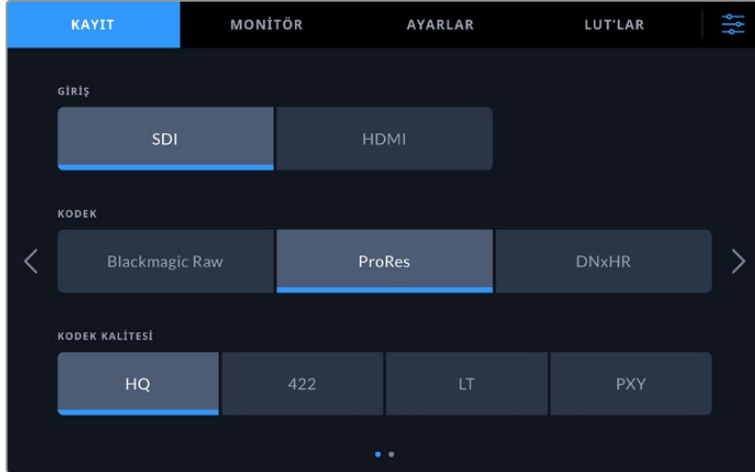 KAYIT MONİTÖR AYARLAR LUT'LAR
GİRİŞ
SDI HDMI
KODEK
Blackmagic Raw ProRes DNxHR
KODEK KALİTESİ
HQ 422 LT PXY